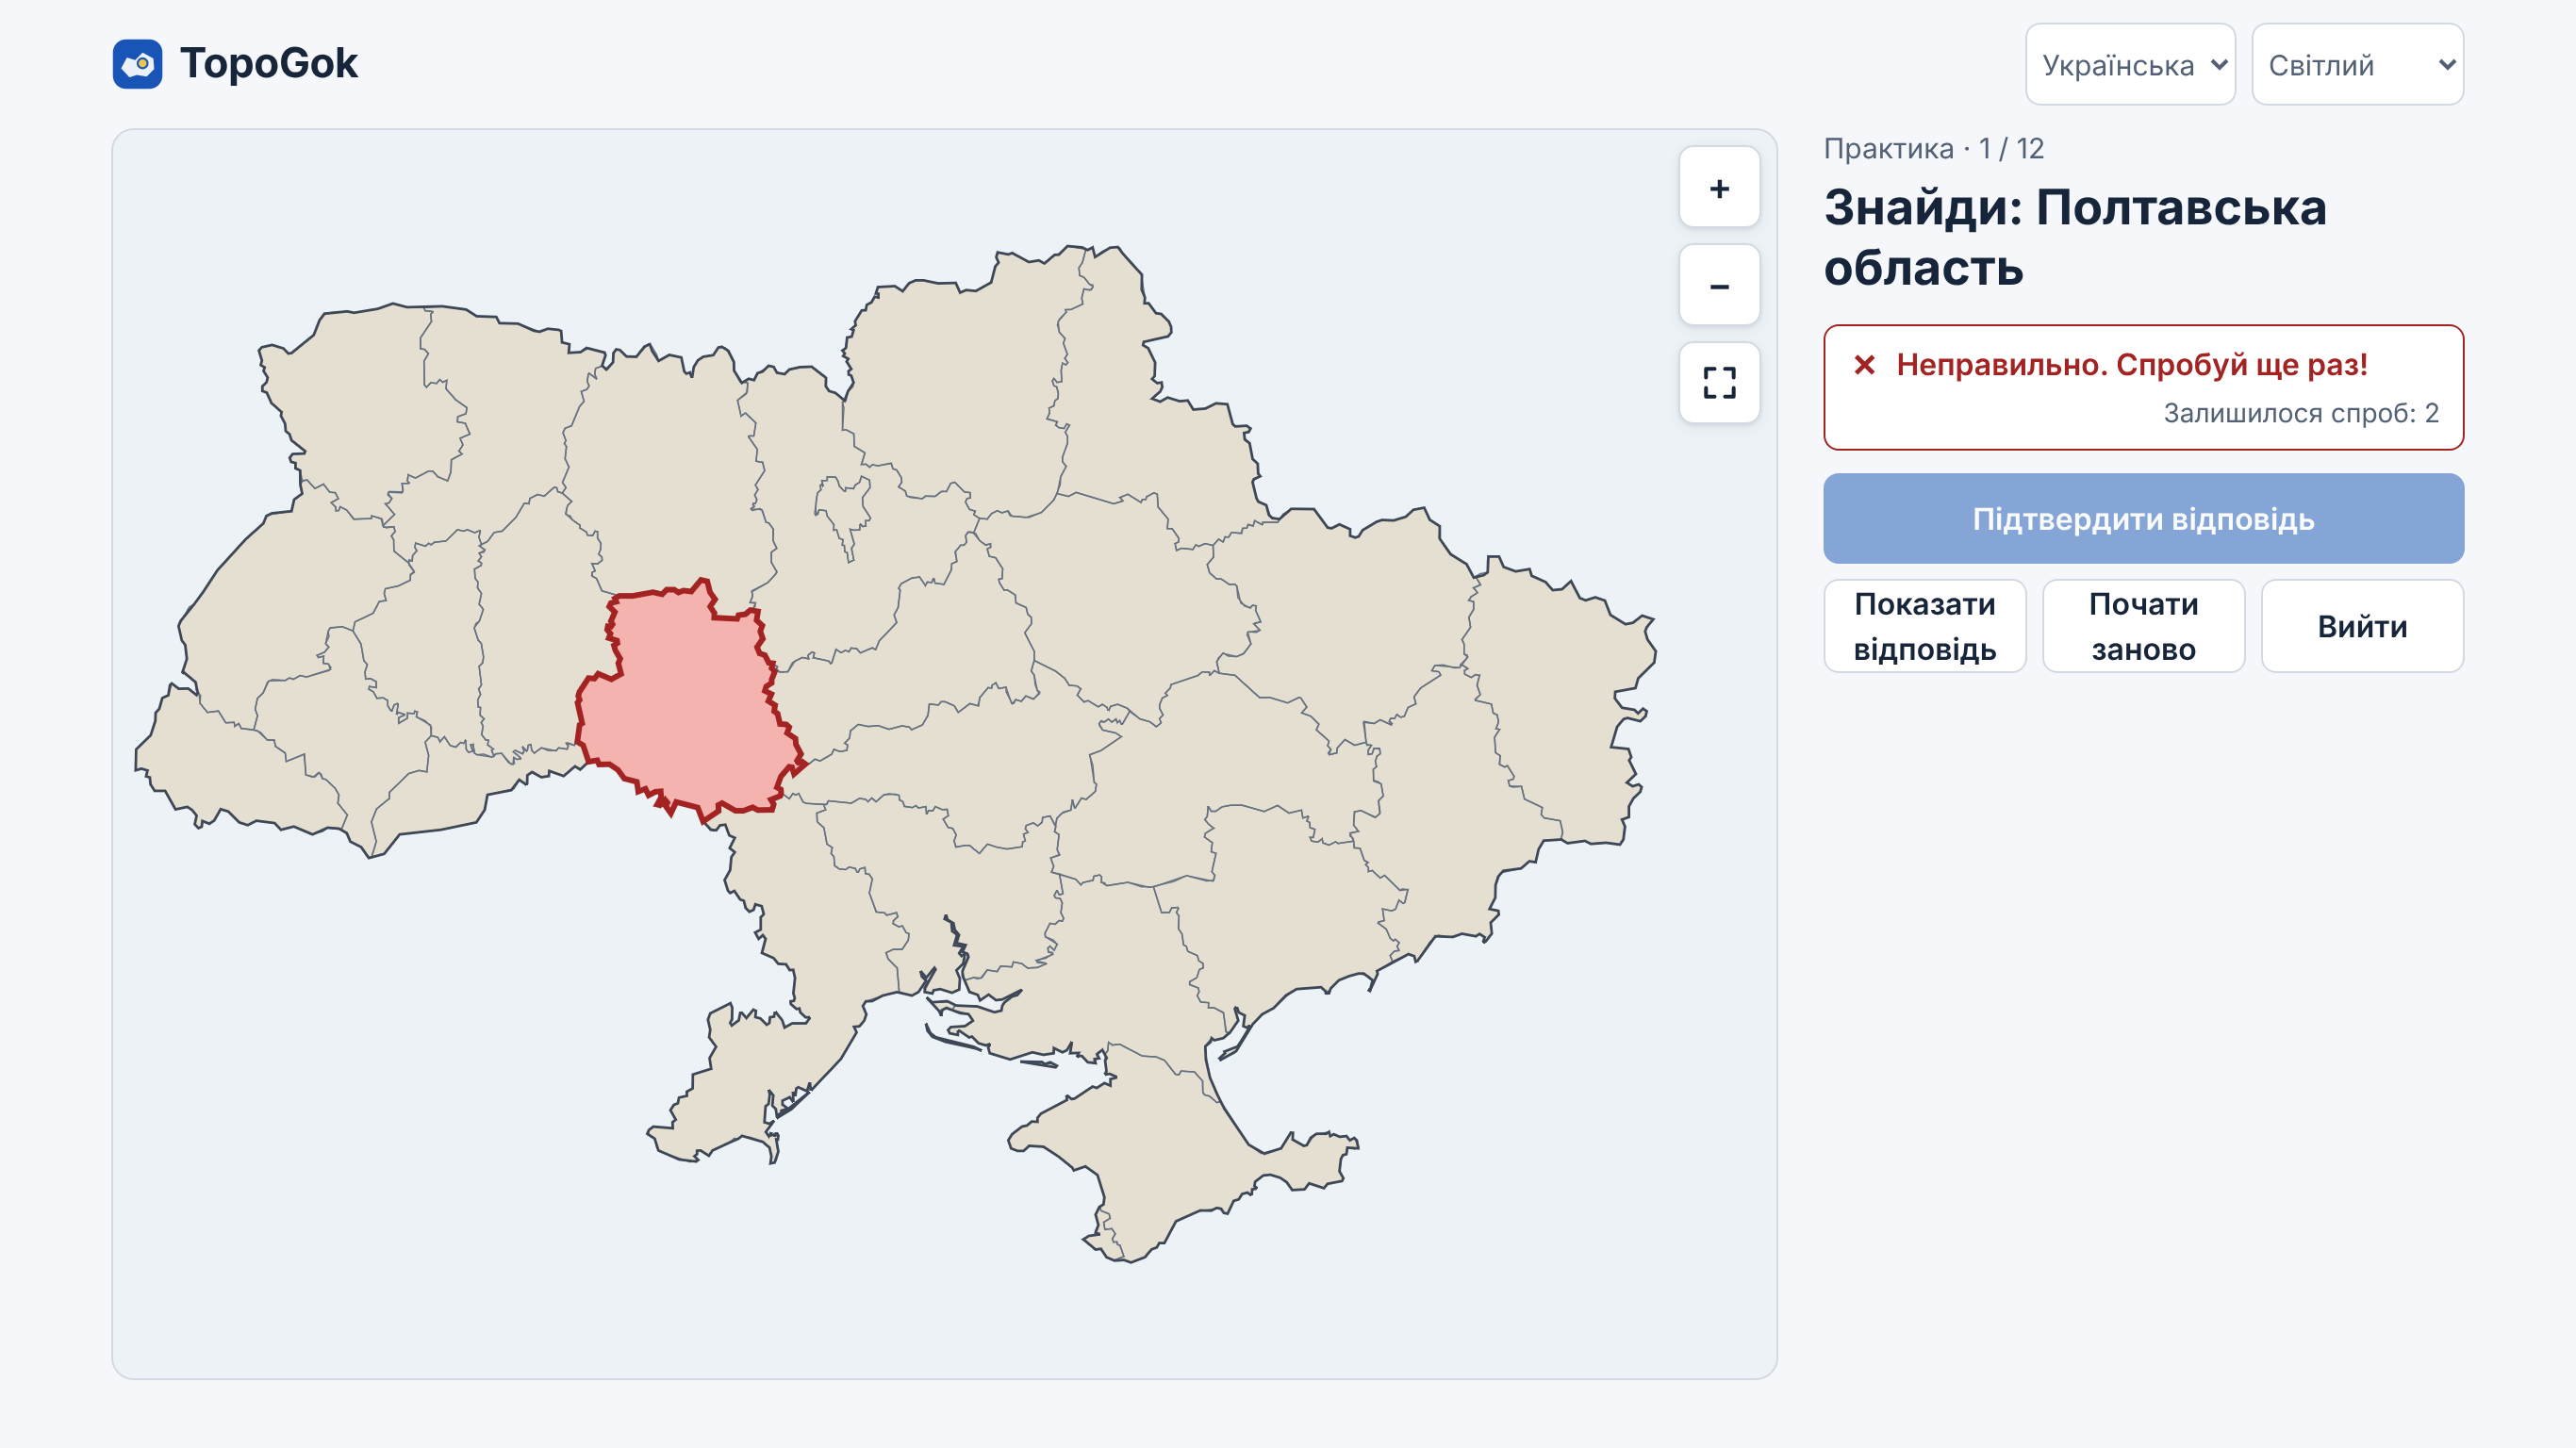 TopoGok
Українська
Світлий
+
−
Практика · 1 / 12
Знайди: Полтавська
область
× Неправильно. Спробуй ще раз!
Залишилося спроб: 2
Підтвердити відповідь
Показати
відповідь
Почати
заново
Вийти